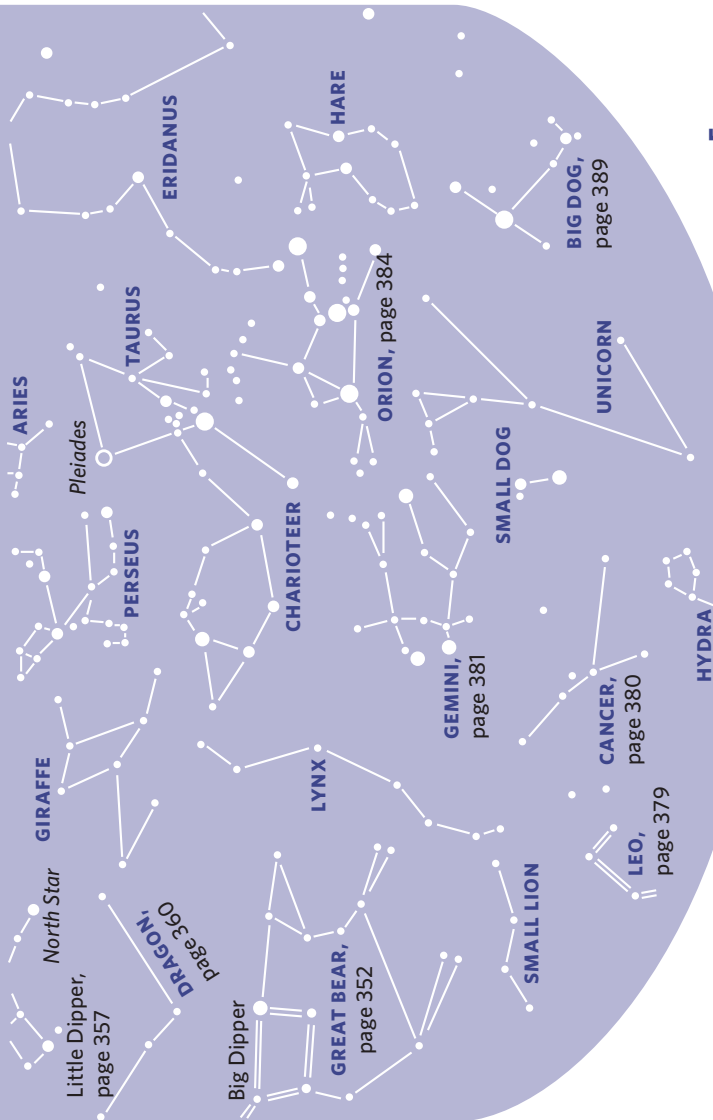 ARIES
GIRAFFE
North Star
Little Dipper,
page 357
Pleiades
PERSEUS
TAURUS
DRAGON,
page 360
ERIDANUS
Big Dipper
CHARIOTEER
LYNX
GREAT BEAR,
page 352
HARE
ORION, page 384
GEMINI,
page 381
SMALL DOG
SMALL LION
BIG DOG,
page 389
CANCER,
page 380
UNICORN
LEO,
page 379
HYDRA